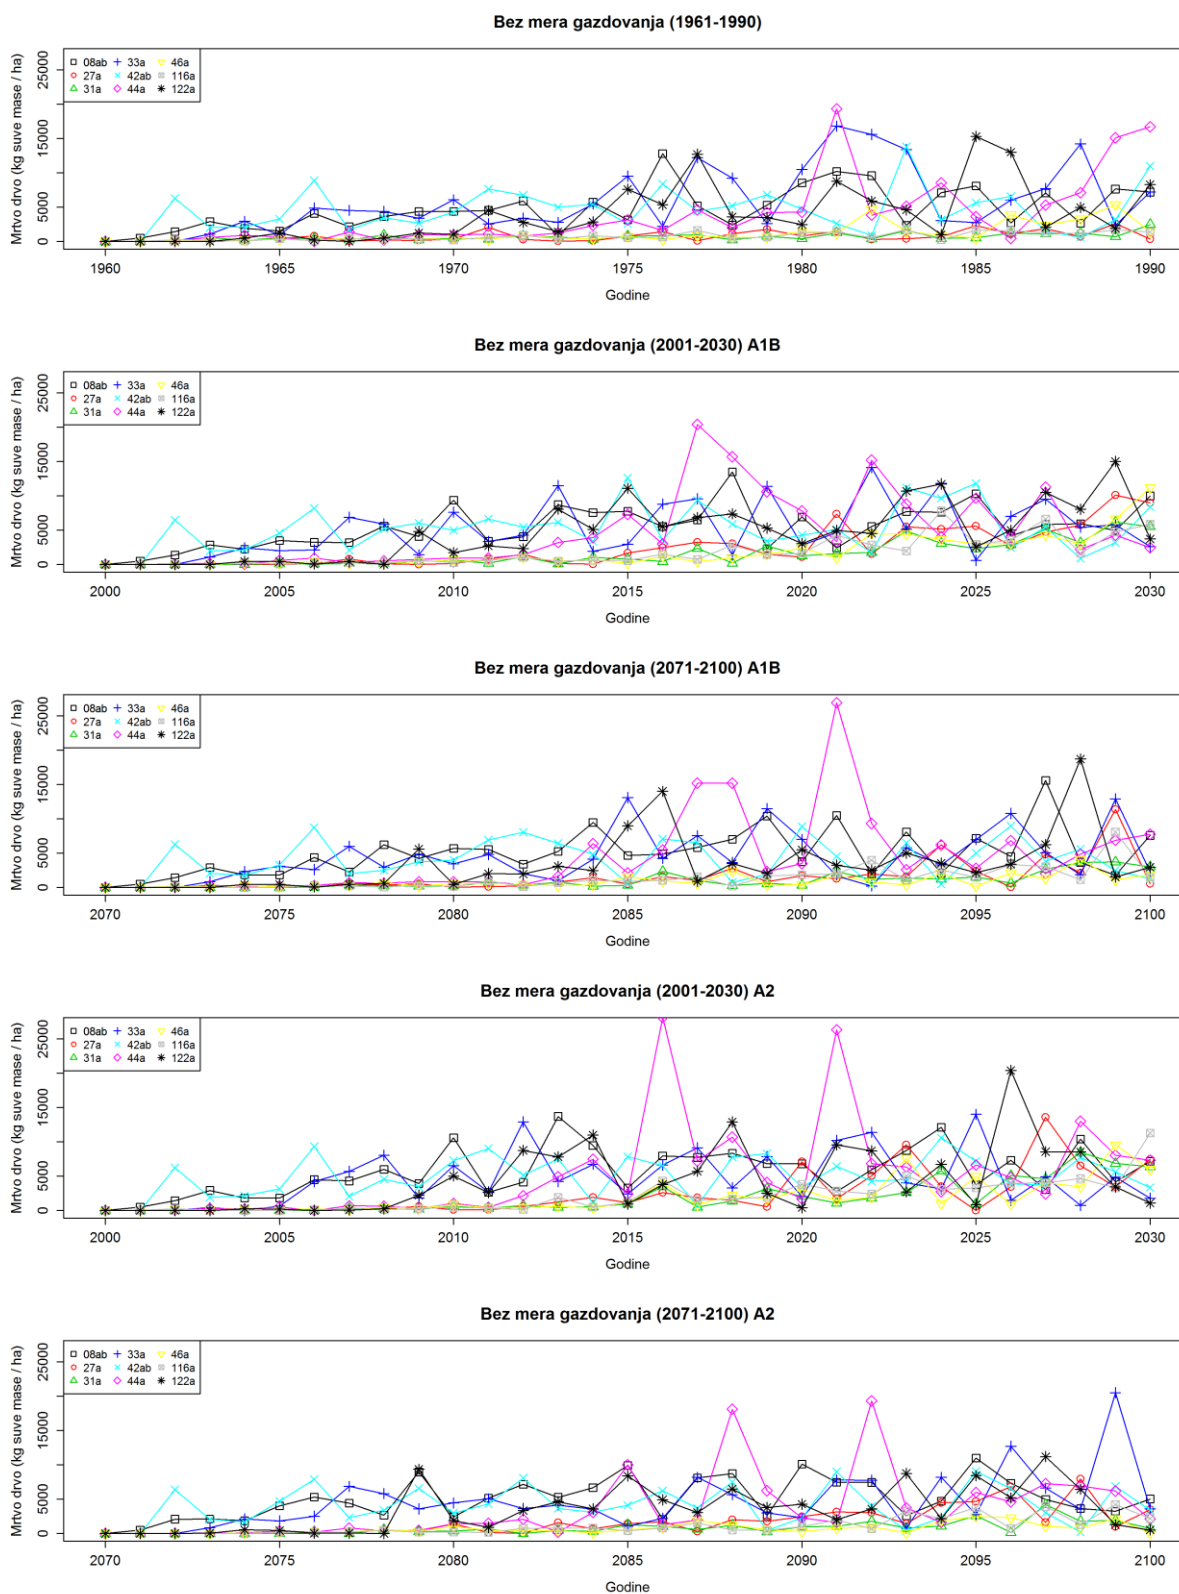 Bez mera gazdovanja (1961-1990)
Mrtvo drvo (kg suve mase / ha)
0 5000 15000 25000
08ab 33a 46a
27a 42ab 116a
31a 44a 122a
1960 1965 1970 1975 1980 1985 1990
Godine
Bez mera gazdovanja (2001-2030) A1B
Mrtvo drvo (kg suve mase / ha)
0 5000 15000 25000
08ab 33a 46a
27a 42ab 116a
31a 44a 122a
2000 2005 2010 2015 2020 2025 2030
Godine
Bez mera gazdovanja (2071-2100) A1B
Mrtvo drvo (kg suve mase / ha)
0 5000 15000 25000
08ab 33a 46a
27a 42ab 116a
31a 44a 122a
2070 2075 2080 2085 2090 2095 2100
Godine
Bez mera gazdovanja (2001-2030) A2
Mrtvo drvo (kg suve mase / ha)
0 5000 15000 25000
08ab 33a 46a
27a 42ab 116a
31a 44a 122a
2000 2005 2010 2015 2020 2025 2030
Godine
Bez mera gazdovanja (2071-2100) A2
Mrtvo drvo (kg suve mase / ha)
0 5000 15000 25000
08ab 33a 46a
27a 42ab 116a
31a 44a 122a
2070 2075 2080 2085 2090 2095 2100
Godine